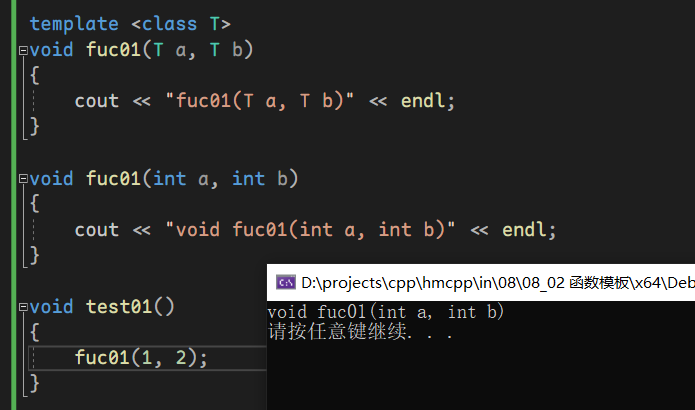 template <class T>
void fuc01(T a, T b)
{
    cout << "fuc01(T a, T b)" << endl;
}
void fuc01(int a, int b)
{
    cout << "void fuc01(int a, int b)" << endl;
}
void test01()
{
    fuc01(1, 2);
}
D:\projects\cpp\hmcpp\in\08\08_02 函数模板\x64\Deb
void fuc01(int a, int b)
请按任意键继续. . .